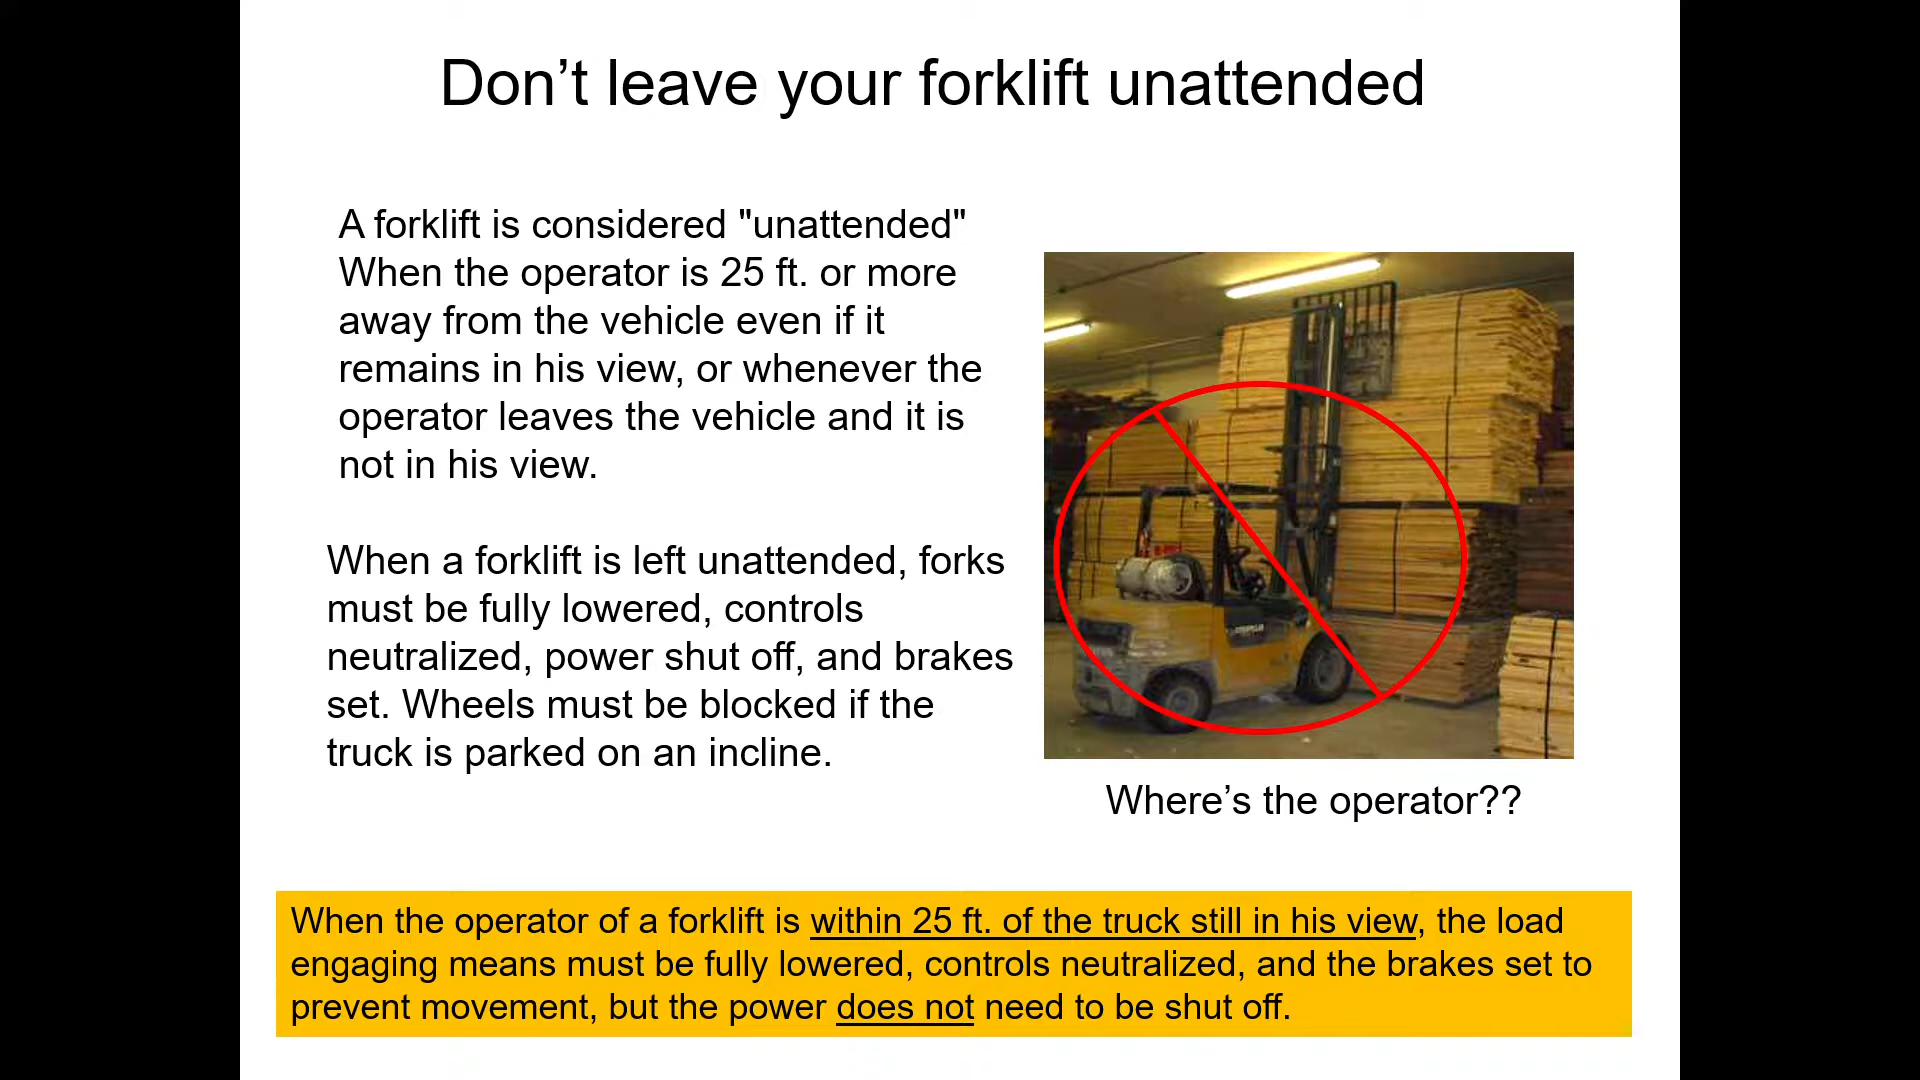 Don’t leave your forklift unattended
A forklift is considered "unattended"
When the operator is 25 ft. or more
away from the vehicle even if it
remains in his view, or whenever the
operator leaves the vehicle and it is
not in his view.
When a forklift is left unattended, forks
must be fully lowered, controls
neutralized, power shut off, and brakes
set. Wheels must be blocked if the
truck is parked on an incline.
Where’s the operator??
When the operator of a forklift is within 25 ft. of the truck still in his view, the load
engaging means must be fully lowered, controls neutralized, and the brakes set to
prevent movement, but the power does not need to be shut off.